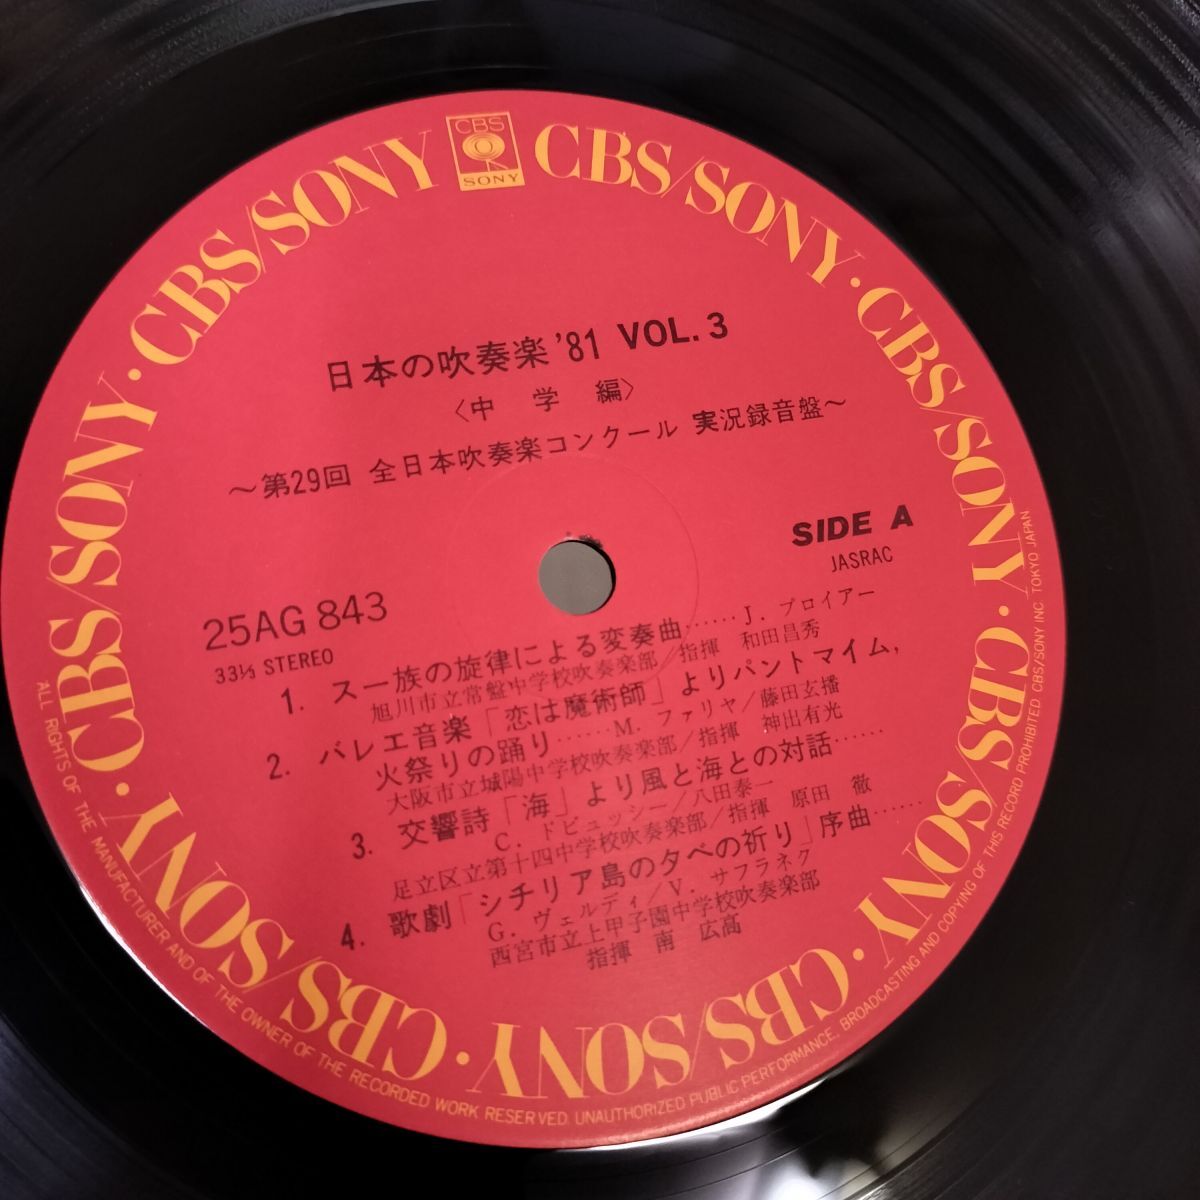 CBS/SONY · CBS/SONY · CBS/SONY · CBS/SONY · CBS/SONY · CBS/SONY · CBS/SONY · CBS/SONY
CBS
SONY
日本の吹奏楽'81 VOL.3
〈中学編〉
～第29回 全日本吹奏楽コンクール 実況録音盤～
SIDE A
JASRAC
25AG 843
33⅓ STEREO
1. スー族の旋律による変奏曲……J. ブロイアー
旭川市立常盤中学校吹奏楽部/指揮 和田昌秀
2. バレエ音楽「恋は魔術師」よりパントマイム,
火祭りの踊り……M. ファリヤ/藤田玄播
大阪市立城陽中学校吹奏楽部/指揮 神出有光
3. 交響詩「海」より風と海との対話……
C. ドビュッシー/八田泰一
足立区立第十四中学校吹奏楽部/指揮 原田 徹
4. 歌劇「シチリア島の夕べの祈り」序曲……
G. ヴェルディ/V. サフラネク
西宮市立上甲子園中学校吹奏楽部
指揮 南 広高
ALL RIGHTS OF THE MANUFACTURER AND OF THE OWNER OF THE RECORDED WORK RESERVED. UNAUTHORIZED PUBLIC PERFORMANCE, BROADCASTING AND COPYING OF THIS RECORD PROHIBITED CBS/SONY INC. TOKYO JAPAN